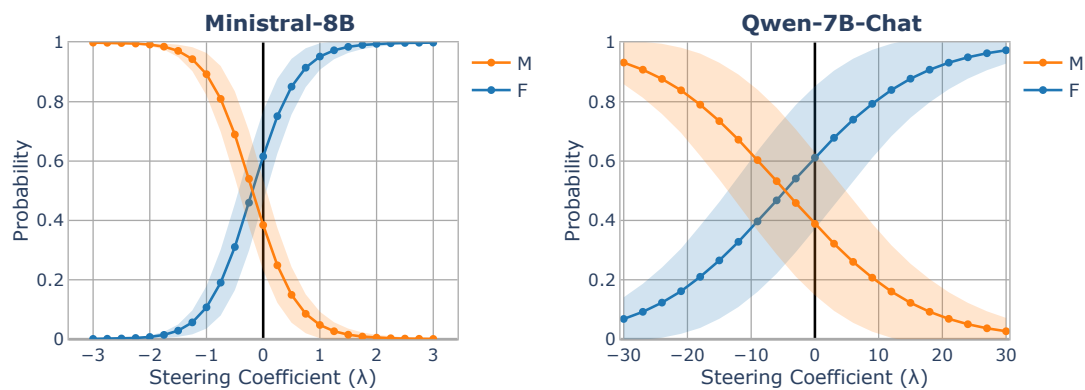 Ministral-8B
1
0.8
0.6
0.4
0.2
0
Probability
−3
−2
−1
0
1
2
3
Steering Coefficient (λ)
M
F
Qwen-7B-Chat
1
0.8
0.6
0.4
0.2
0
Probability
−30
−20
−10
0
10
20
30
Steering Coefficient (λ)
M
F